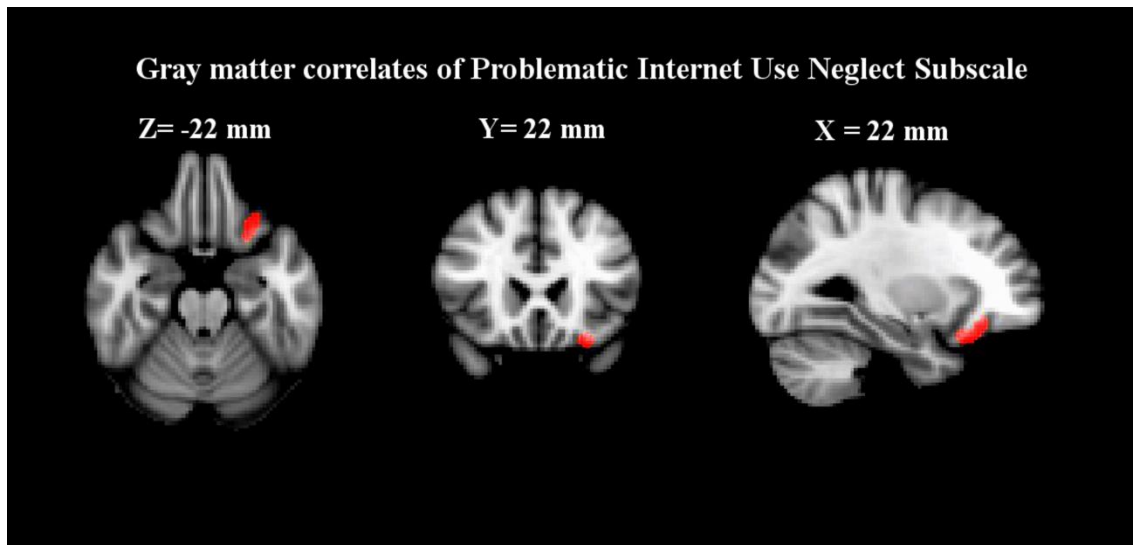 Gray matter correlates of Problematic Internet Use Neglect Subscale
Z= -22 mm
Y= 22 mm
X = 22 mm